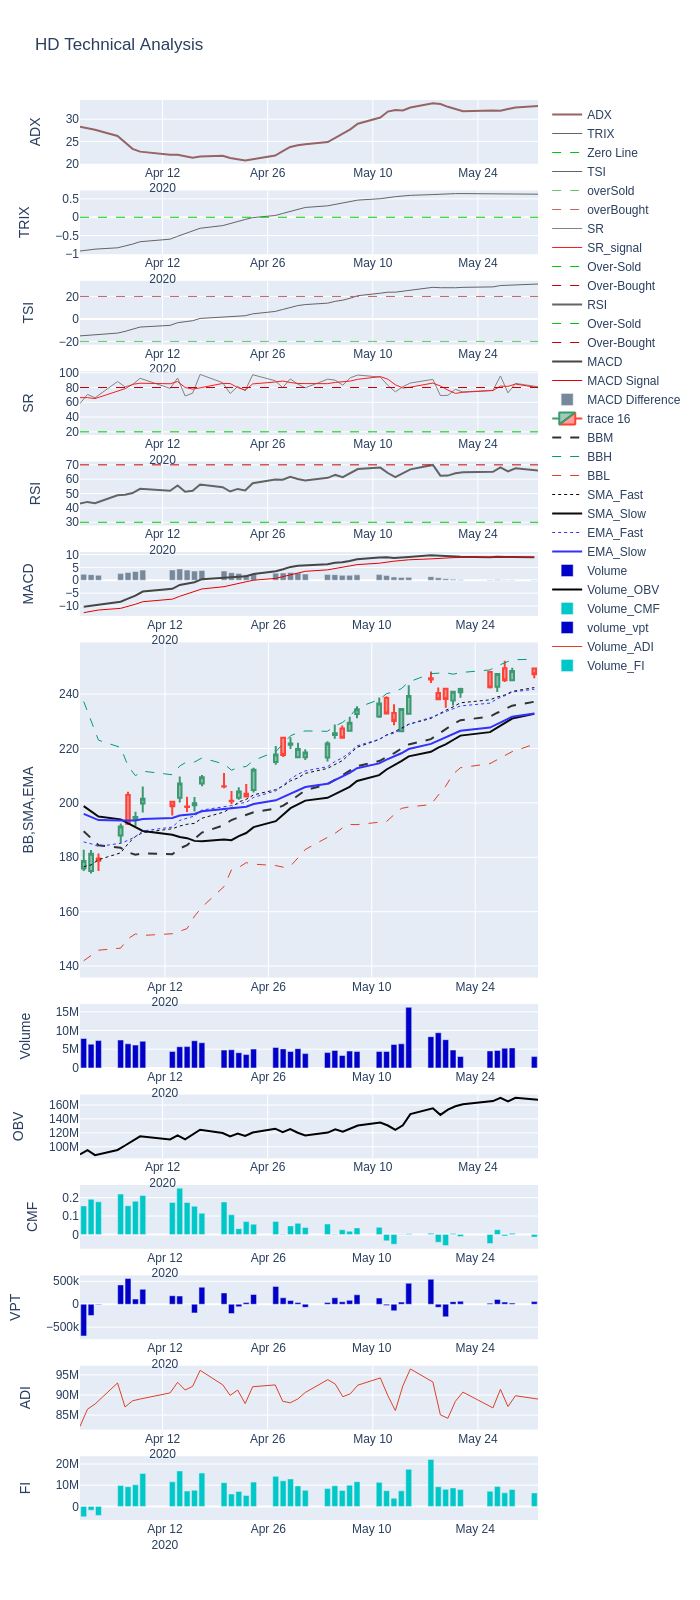 HD Technical Analysis
ADX
30
25
20
Apr 12
2020
Apr 26
May 10
May 24
TRIX
0.5
0
−0.5
−1
Apr 12
2020
Apr 26
May 10
May 24
TSI
20
0
−20
Apr 12
2020
Apr 26
May 10
May 24
SR
100
80
60
40
20
Apr 12
2020
Apr 26
May 10
May 24
RSI
70
60
50
40
30
Apr 12
2020
Apr 26
May 10
May 24
MACD
10
5
0
−5
−10
Apr 12
2020
Apr 26
May 10
May 24
BB,SMA,EMA
240
220
200
180
160
140
Apr 12
2020
Apr 26
May 10
May 24
Volume
15M
10M
5M
0
Apr 12
2020
Apr 26
May 10
May 24
OBV
160M
140M
120M
100M
Apr 12
2020
Apr 26
May 10
May 24
CMF
0.2
0.1
0
Apr 12
2020
Apr 26
May 10
May 24
VPT
500k
0
−500k
Apr 12
2020
Apr 26
May 10
May 24
ADI
95M
90M
85M
Apr 12
2020
Apr 26
May 10
May 24
FI
20M
10M
0
Apr 12
2020
Apr 26
May 10
May 24
ADX
TRIX
Zero Line
TSI
overSold
overBought
SR
SR_signal
Over-Sold
Over-Bought
RSI
Over-Sold
Over-Bought
MACD
MACD Signal
MACD Difference
trace 16
BBM
BBH
BBL
SMA_Fast
SMA_Slow
EMA_Fast
EMA_Slow
Volume
Volume_OBV
Volume_CMF
volume_vpt
Volume_ADI
Volume_FI